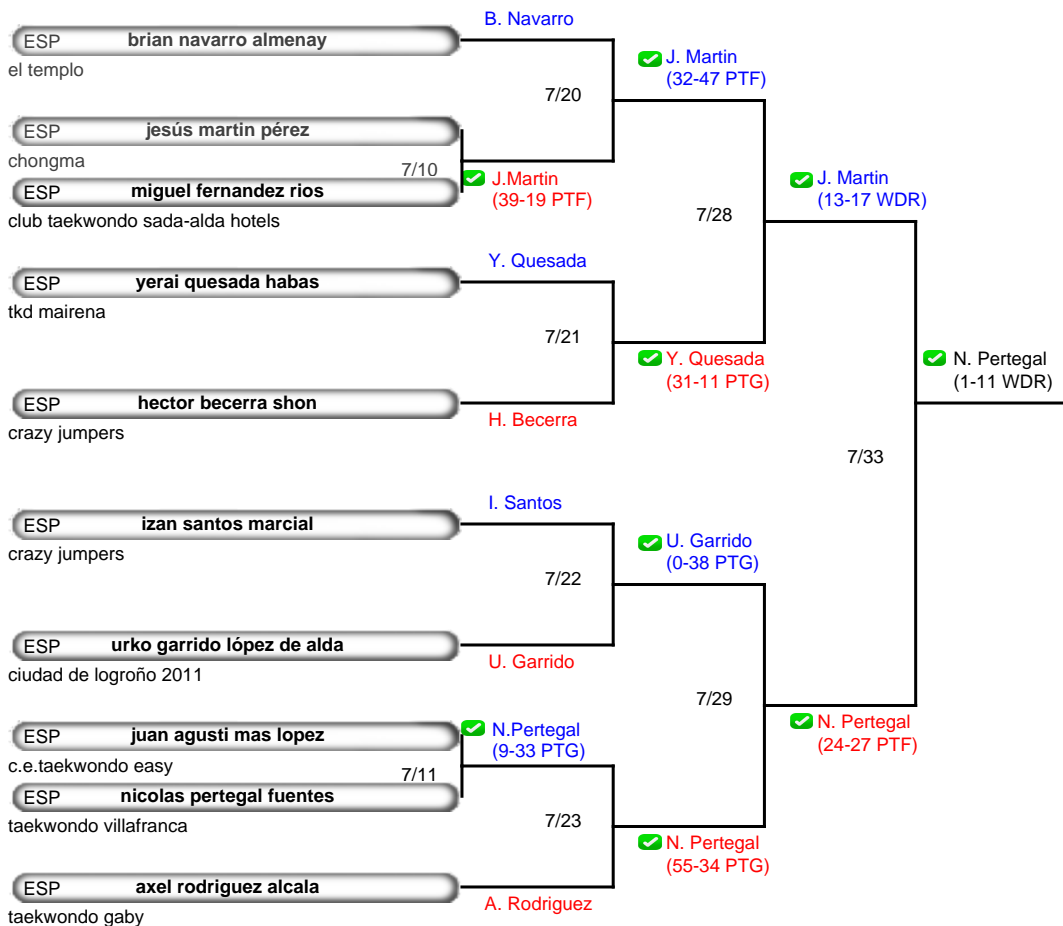 B. Navarro
ESP brian navarro almenay
el templo
J. Martin
(32-47 PTF)
7/20
ESP jesús martin pérez
chongma
7/10
ESP miguel fernandez rios
club taekwondo sada-alda hotels
J.Martin
(39-19 PTF)
J. Martin
(13-17 WDR)
7/28
Y. Quesada
ESP yerai quesada habas
tkd mairena
7/21
Y. Quesada
(31-11 PTG)
N. Pertegal
(1-11 WDR)
ESP hector becerra shon
crazy jumpers
H. Becerra
7/33
I. Santos
ESP izan santos marcial
crazy jumpers
U. Garrido
(0-38 PTG)
7/22
ESP urko garrido lópez de alda
ciudad de logroño 2011
U. Garrido
7/29
N. Pertegal
(24-27 PTF)
ESP juan agusti mas lopez
c.e.taekwondo easy
N.Pertegal
(9-33 PTG)
7/11
ESP nicolas pertegal fuentes
taekwondo villafranca
7/23
N. Pertegal
(55-34 PTG)
ESP axel rodriguez alcala
taekwondo gaby
A. Rodriguez